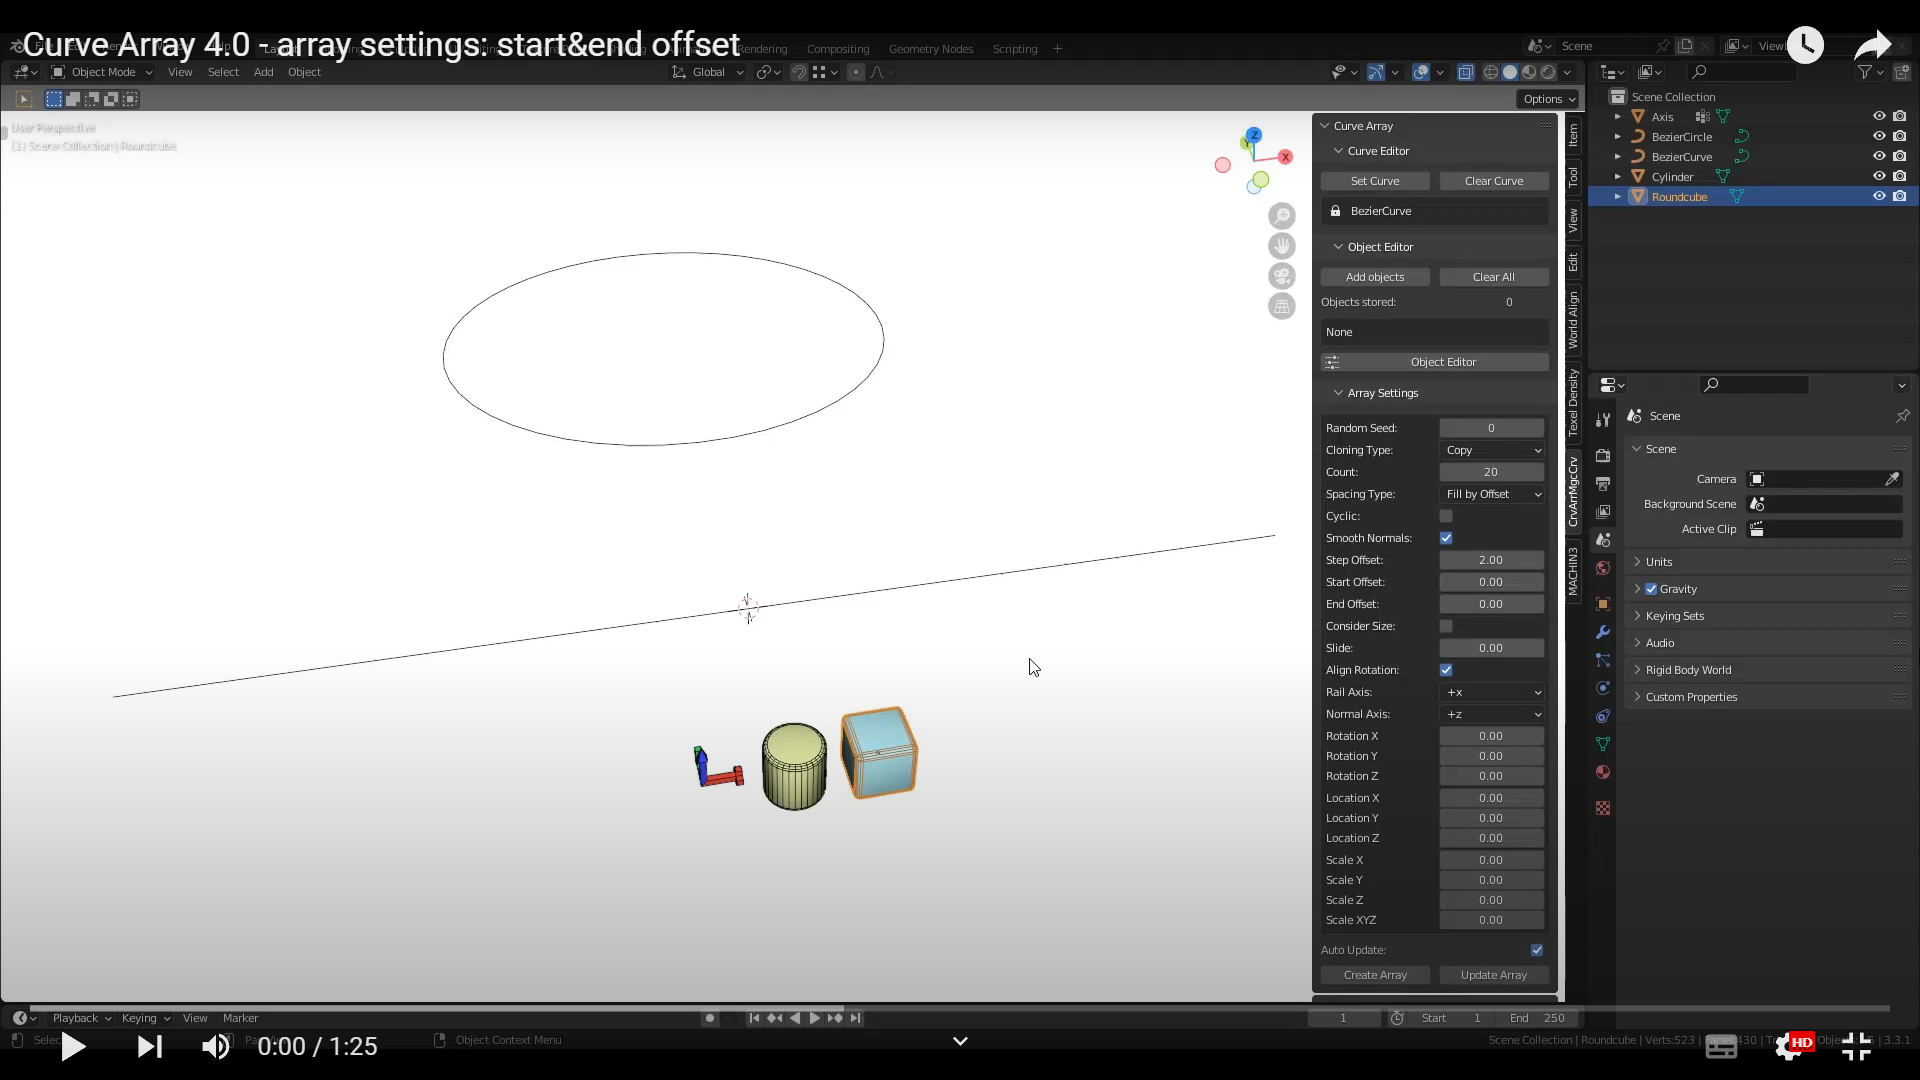 Curve Array 4.0 - array settings: start&end offset
Rendering
Compositing
Geometry Nodes
Scripting
Scene
Object Mode
View
Select
Add
Object
Global
Options
User Perspective
(1) Scene Collection | Roundcube
Z
Y
X
Curve Array
Curve Editor
Set Curve
Clear Curve
BezierCurve
Object Editor
Add objects
Clear All
Objects stored: 0
None
Object Editor
Array Settings
Random Seed: 0
Cloning Type: Copy
Count: 20
Spacing Type: Fill by Offset
Cyclic:
Smooth Normals:
Step Offset: 2.00
Start Offset: 0.00
End Offset: 0.00
Consider Size:
Slide: 0.00
Align Rotation:
Rail Axis: +x
Normal Axis: +z
Rotation X 0.00
Rotation Y 0.00
Rotation Z 0.00
Location X 0.00
Location Y 0.00
Location Z 0.00
Scale X 0.00
Scale Y 0.00
Scale Z 0.00
Scale XYZ 0.00
Auto Update:
Create Array
Update Array
Item
Tool
View
Edit
World Align
Texel Density
CrvArrMgcCrv
MACHIN3
Scene Collection
Axis
BezierCircle
BezierCurve
Cylinder
Roundcube
Scene
Scene
Camera
Background Scene
Active Clip
Units
Gravity
Keying Sets
Audio
Rigid Body World
Custom Properties
Playback
Keying
View
Marker
1
Start 1
End 250
0:00 / 1:25
Object Context Menu
Scene Collection | Roundcube | Verts:523
3.3.1
HD